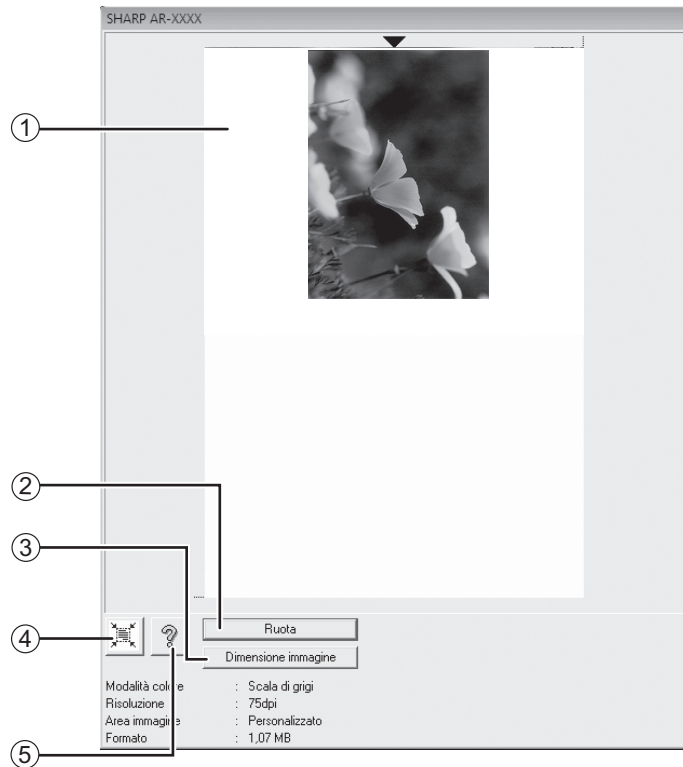 SHARP AR-XXXX
1
2
Ruota
3
Dimensione immagine
4
?
Modalità colore : Scala di grigi
Risoluzione : 75dpi
Area immagine : Personalizzato
5
Formato : 1,07 MB